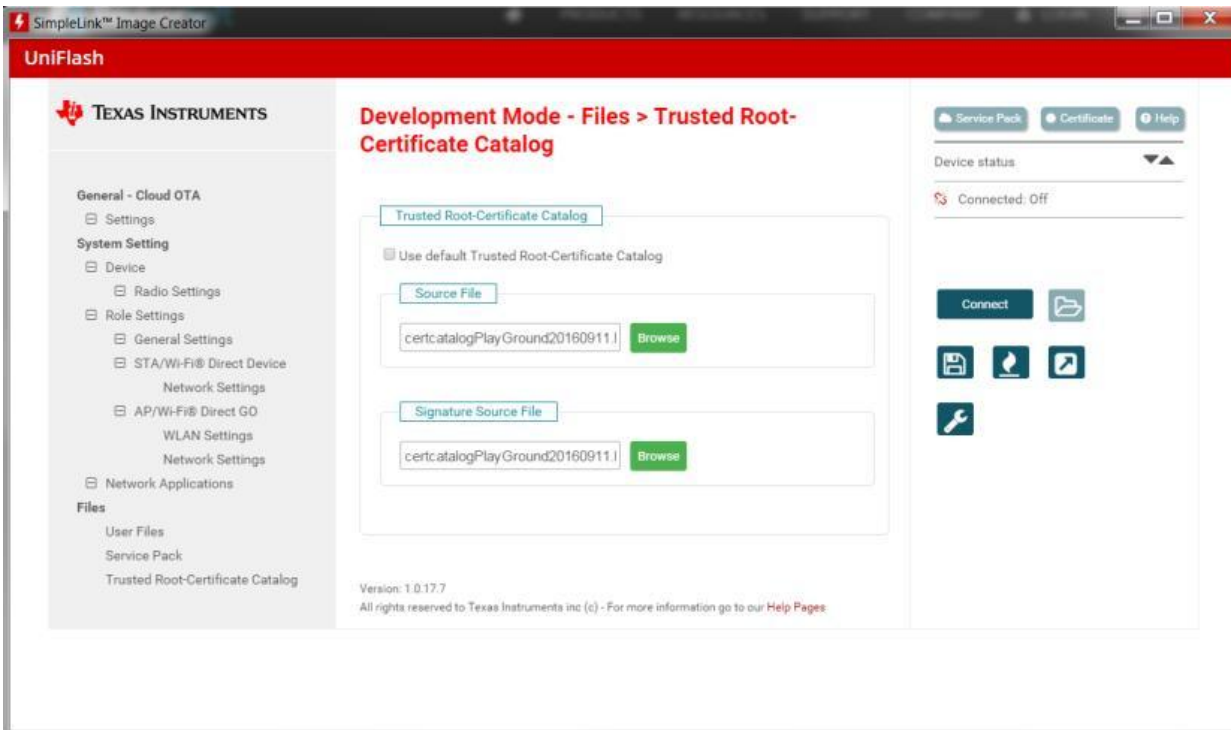 SimpleLink™ Image Creator
UniFlash
TEXAS INSTRUMENTS
General - Cloud OTA
Settings
System Setting
Device
Radio Settings
Role Settings
General Settings
STA/Wi-Fi® Direct Device
Network Settings
AP/Wi-Fi® Direct GO
WLAN Settings
Network Settings
Network Applications
Files
User Files
Service Pack
Trusted Root-Certificate Catalog
Development Mode - Files > Trusted Root-
Certificate Catalog
Trusted Root-Certificate Catalog
Use default Trusted Root-Certificate Catalog
Source File
certcatalogPlayGround20160911.l
Browse
Signature Source File
certcatalogPlayGround20160911.l
Browse
Version: 1.0.17.7
All rights reserved to Texas Instruments inc (c) - For more information go to our Help Pages
Service Pack
Certificate
Help
Device status
Connected: Off
Connect